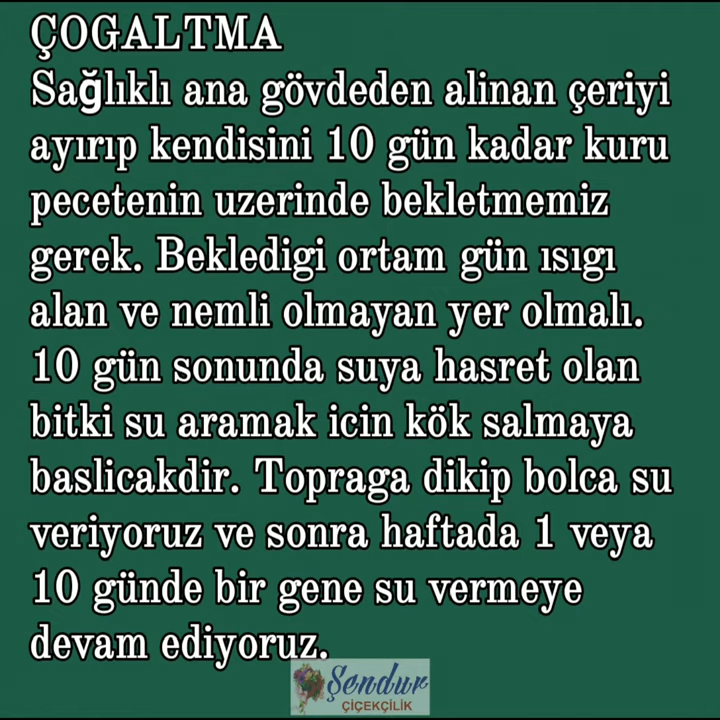 ÇOGALTMA
Sağlıklı ana gövdeden alinan çeriyi
ayırıp kendisini 10 gün kadar kuru
pecetenin uzerinde bekletmemiz
gerek. Bekledigi ortam gün ısıgı
alan ve nemli olmayan yer olmalı.
10 gün sonunda suya hasret olan
bitki su aramak icin kök salmaya
baslicakdir. Topraga dikip bolca su
veriyoruz ve sonra haftada 1 veya
10 günde bir gene su vermeye
devam ediyoruz.
Şendur
ÇİÇEKÇİLİK